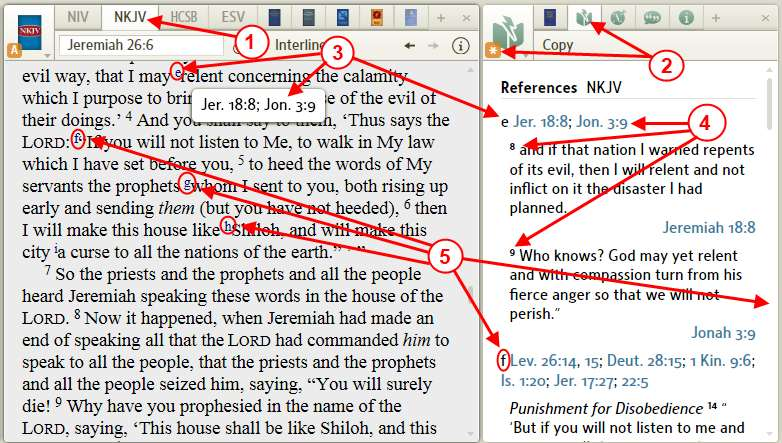 NIV NKJV HCSB ESV
NKJV
A
Jeremiah 26:6
Interline
1
3
evil way, that I may e relent concerning the calamity
which I purpose to bri se of the evil of
Jer. 18:8; Jon. 3:9
their doings.’ 4 And you shall say to them, ‘Thus says the
LORD: f“If you will not listen to Me, to walk in My law
which I have set before you, 5 to heed the words of My
servants the prophets g whom I sent to you, both rising up
early and sending them (but you have not heeded), 6 then
I will make this house like h Shiloh, and will make this
city i a curse to all the nations of the earth.” ’ ”
7 So the priests and the prophets and all the people
heard Jeremiah speaking these words in the house of the
LORD. 8 Now it happened, when Jeremiah had made an
end of speaking all that the LORD had commanded him to
speak to all the people, that the priests and the prophets
and all the people seized him, saying, “You will surely
die! 9 Why have you prophesied in the name of the
LORD, saying, ‘This house shall be like Shiloh, and this
5
2
Copy
References NKJV
e Jer. 18:8; Jon. 3:9
4
8 and if that nation I warned repents
of its evil, then I will relent and not
inflict on it the disaster I had
planned.
Jeremiah 18:8
9 Who knows? God may yet relent
and with compassion turn from his
fierce anger so that we will not
perish.”
Jonah 3:9
f Lev. 26:14, 15; Deut. 28:15; 1 Kin. 9:6;
Is. 1:20; Jer. 17:27; 22:5
Punishment for Disobedience 14 “
‘But if you will not listen to me and